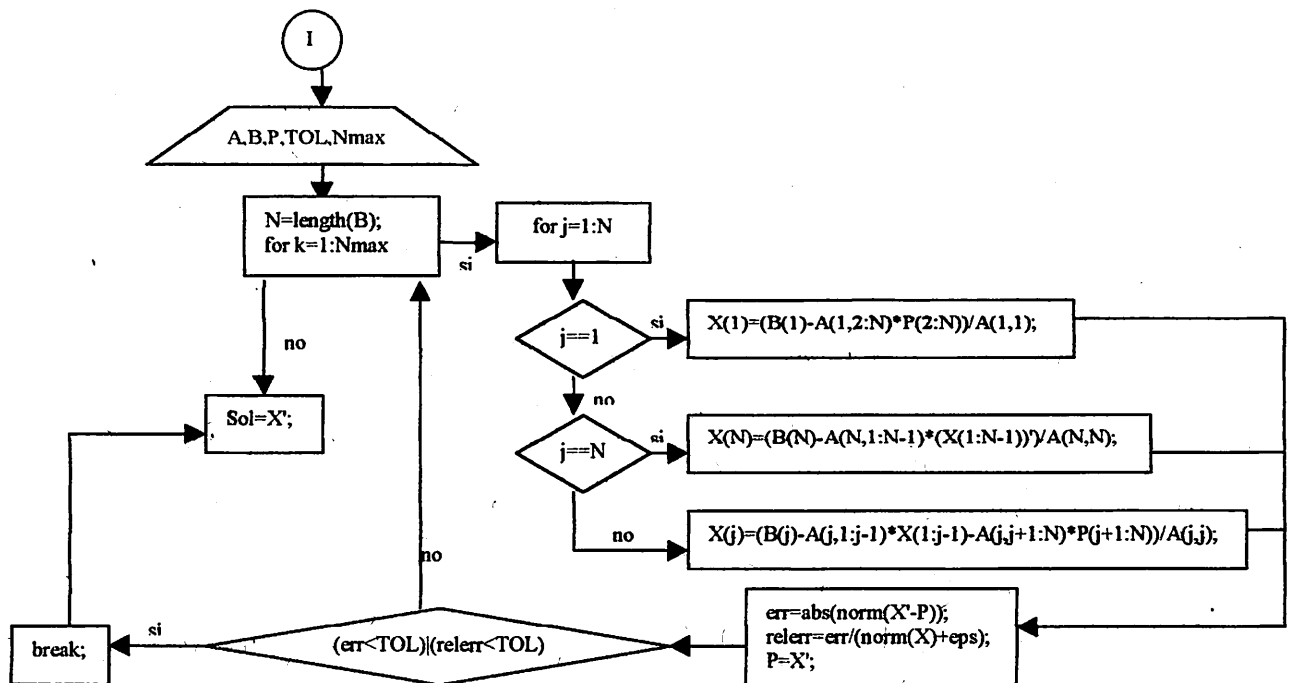 I
A,B,P,TOL,Nmax
N=length(B);
for k=1:Nmax
si
for j=1:N
j==1
si
X(1)=(B(1)-A(1,2:N)*P(2:N))/A(1,1);
no
no
Sol=X';
j==N
si
X(N)=(B(N)-A(N,1:N-1)*(X(1:N-1))')/A(N,N);
no
X(j)=(B(j)-A(j,1:j-1)*X(1:j-1)-A(j,j+1:N)*P(j+1:N))/A(j,j);
no
err=abs(norm(X'-P));
relerr=err/(norm(X)+eps);
P=X';
(err<TOL)|(relerr<TOL)
si
break;